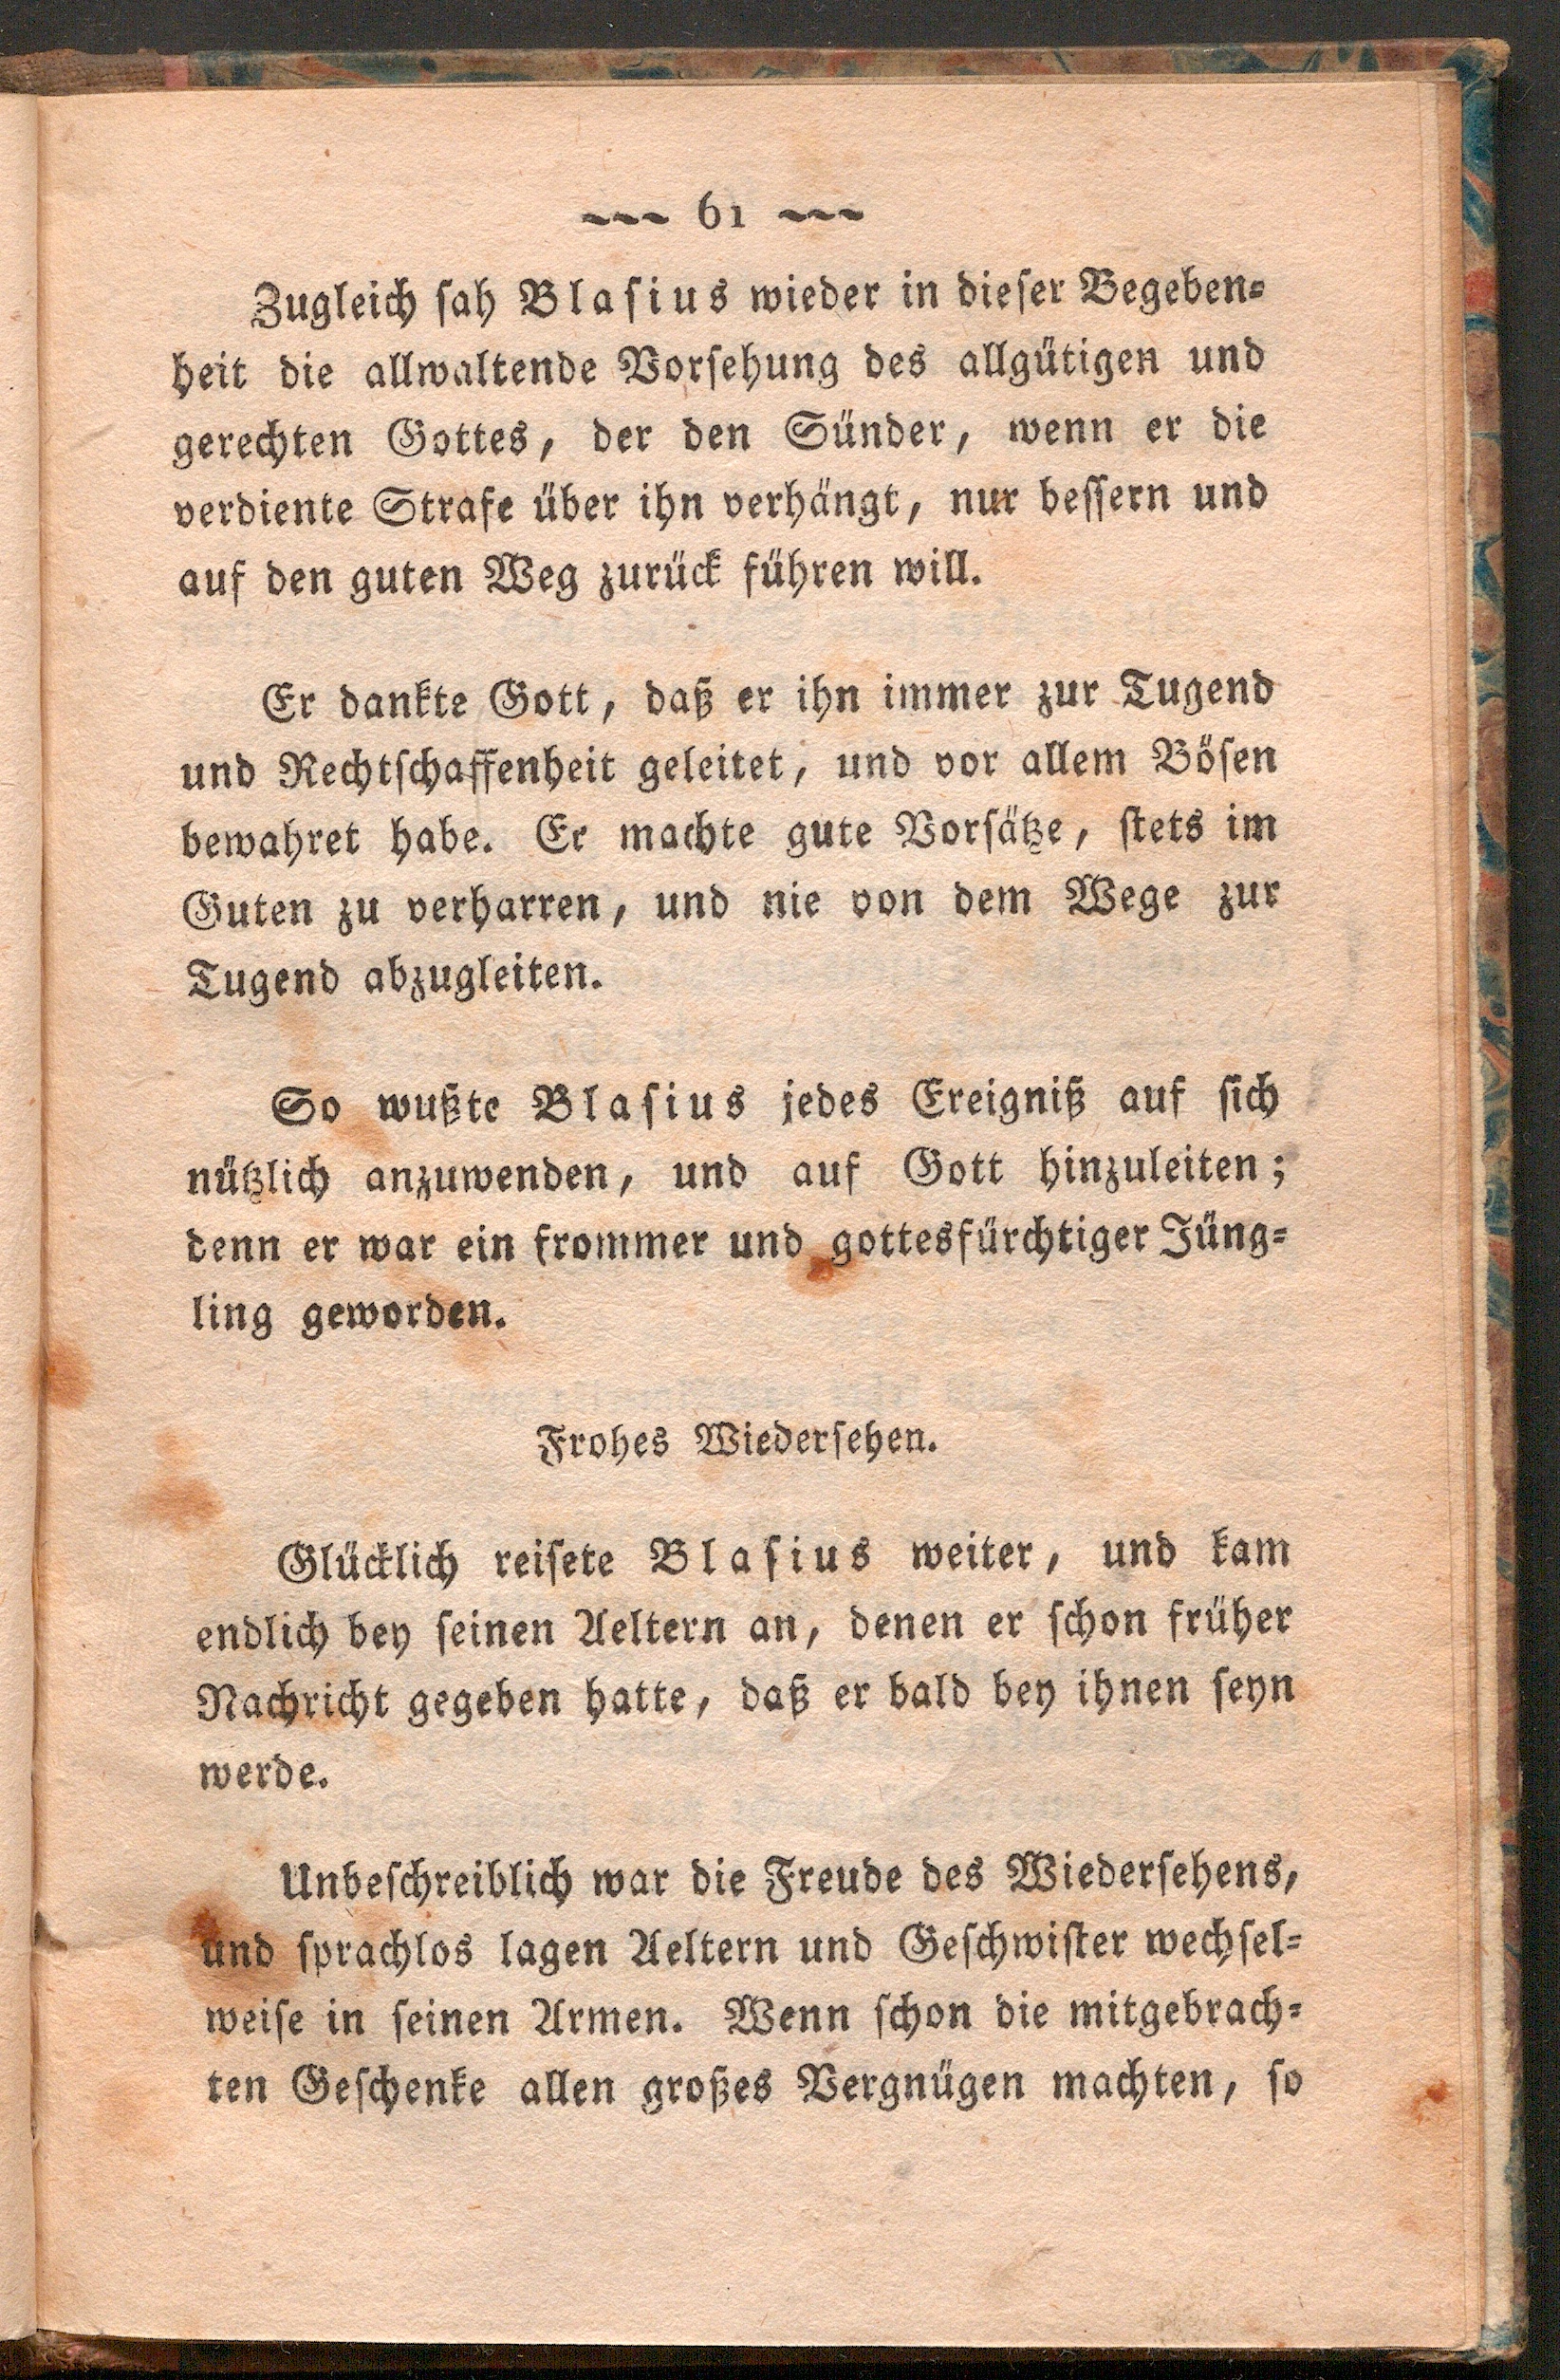 ~~~ 61 ~~~
Zugleich ſah Blaſius wieder in dieſer Begeben=
heit die allwaltende Vorſehung des allgütigen und
gerechten Gottes, der den Sünder, wenn er die
verdiente Strafe über ihn verhängt, nur beſſern und
auf den guten Weg zurück führen will.
Er dankte Gott, daß er ihn immer zur Tugend
und Rechtſchaffenheit geleitet, und vor allem Böſen
bewahret habe. Er machte gute Vorſätze, ſtets im
Guten zu verharren, und nie von dem Wege zur
Tugend abzugleiten.
So wußte Blaſius jedes Ereigniß auf ſich
nützlich anzuwenden, und auf Gott hinzuleiten;
denn er war ein frommer und gottesfürchtiger Jüng=
ling geworden.
Frohes Wiederſehen.
Glücklich reiſete Blaſius weiter, und kam
endlich bey ſeinen Aeltern an, denen er ſchon früher
Nachricht gegeben hatte, daß er bald bey ihnen ſeyn
werde.
Unbeſchreiblich war die Freude des Wiederſehens,
und ſprachlos lagen Aeltern und Geſchwiſter wechſel=
weiſe in ſeinen Armen. Wenn ſchon die mitgebrach=
ten Geſchenke allen großes Vergnügen machten, ſo